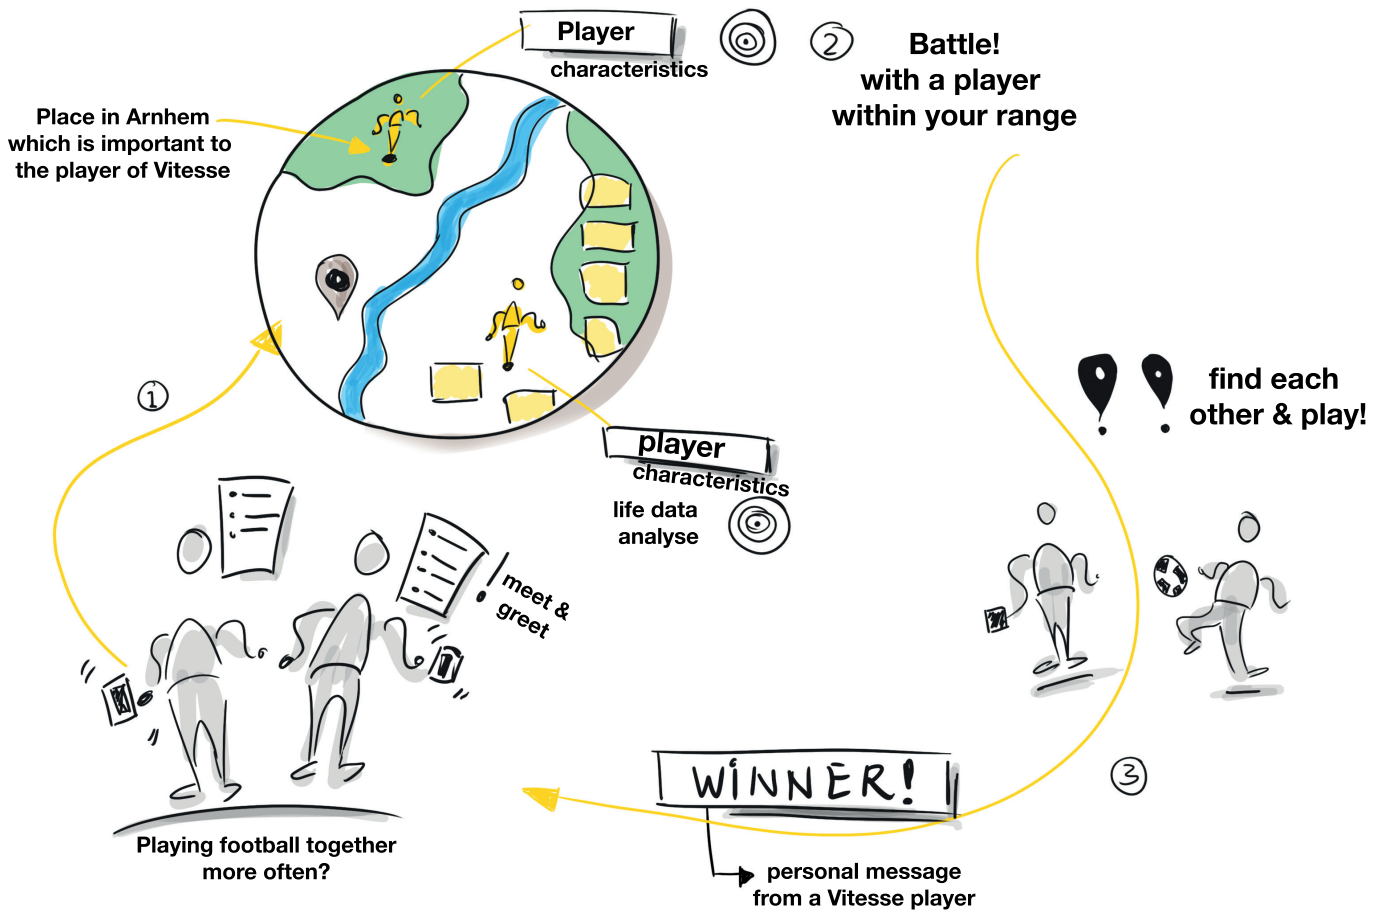 Player
characteristics
2
Battle!
with a player
within your range
Place in Arnhem
which is important to
the player of Vitesse
1
find each
other & play!
player
characteristics
life data
analyse
meet &
greet
WINNER!
3
Playing football together
more often?
personal message
from a Vitesse player